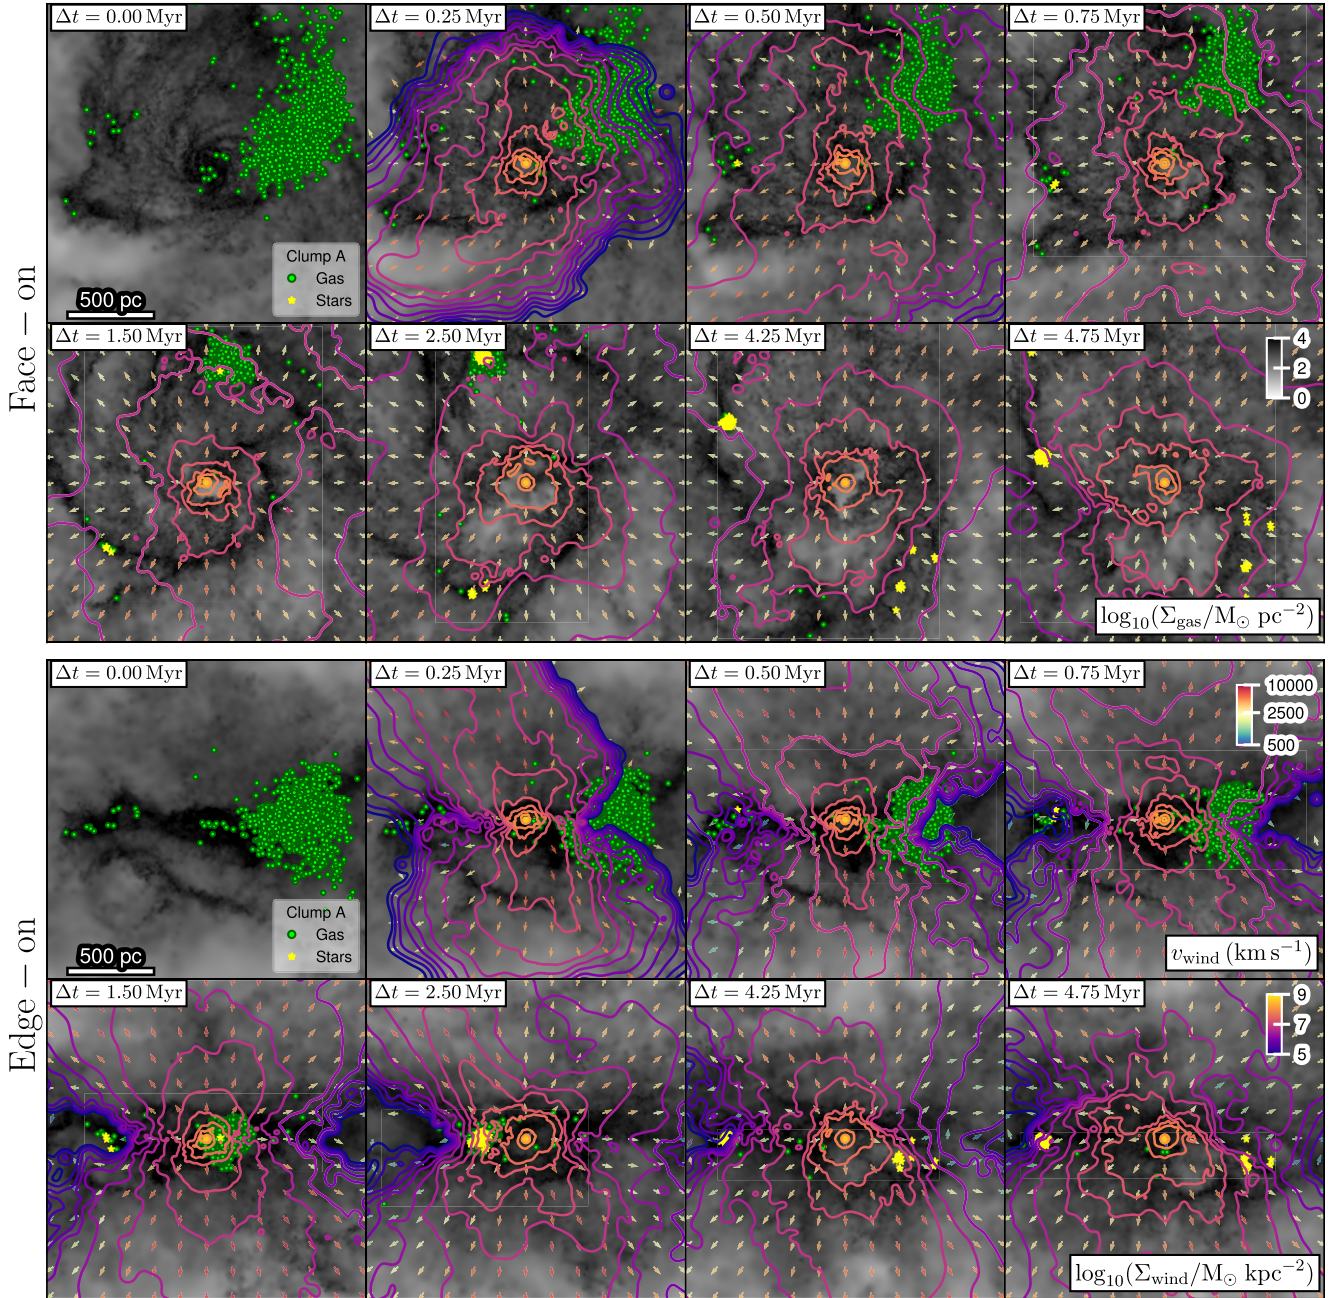 Face − on
Δt = 0.00 Myr
Δt = 0.25 Myr
Δt = 0.50 Myr
Δt = 0.75 Myr
Clump A
Gas
Stars
500 pc
Δt = 1.50 Myr
Δt = 2.50 Myr
Δt = 4.25 Myr
Δt = 4.75 Myr
4
2
0
log₁₀(Σgas/M⊙ pc⁻²)
Edge − on
Δt = 0.00 Myr
Δt = 0.25 Myr
Δt = 0.50 Myr
Δt = 0.75 Myr
10000
2500
500
Clump A
Gas
Stars
500 pc
vwind (km s⁻¹)
Δt = 1.50 Myr
Δt = 2.50 Myr
Δt = 4.25 Myr
Δt = 4.75 Myr
9
7
5
log₁₀(Σwind/M⊙ kpc⁻²)